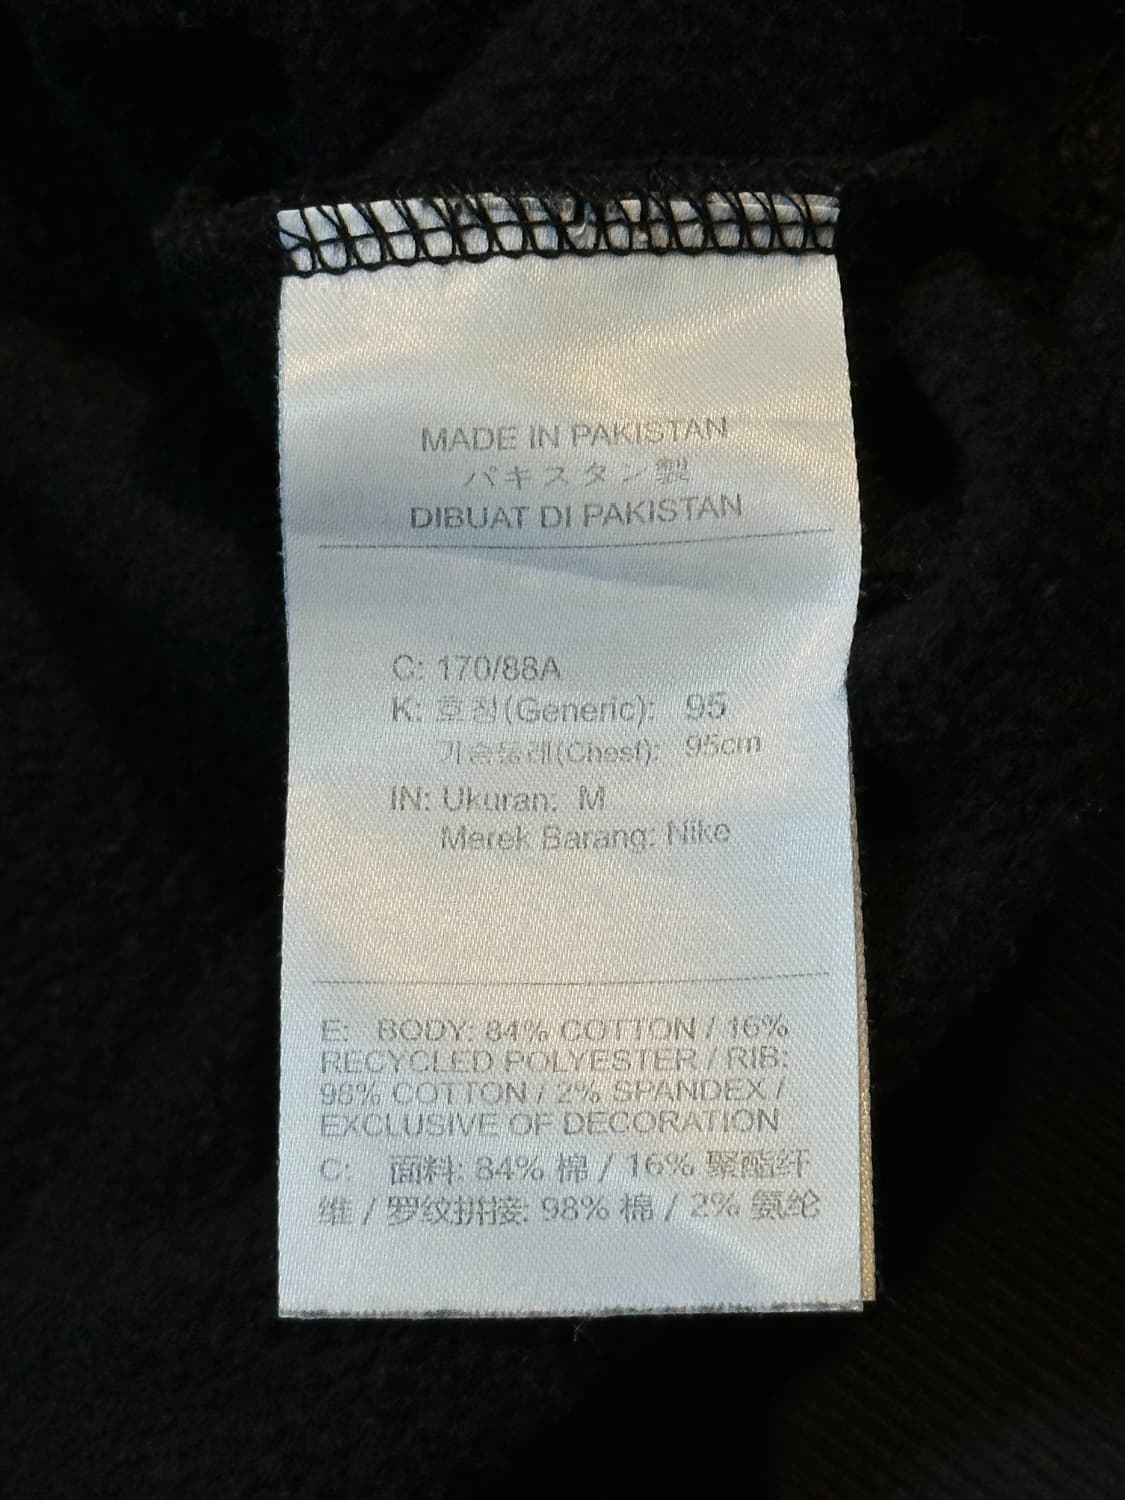 MADE IN PAKISTAN
パキスタン製
DIBUAT DI PAKISTAN
C: 170/88A
K: 호칭(Generic): 95
가슴둘레(Chest): 95cm
IN: Ukuran: M
Merek Barang: Nike
E: BODY: 84% COTTON / 16%
RECYCLED POLYESTER / RIB:
98% COTTON / 2% SPANDEX /
EXCLUSIVE OF DECORATION
C: 面料: 84% 棉 / 16% 聚酯纤
维 / 罗纹拼接: 98% 棉 / 2% 氨纶